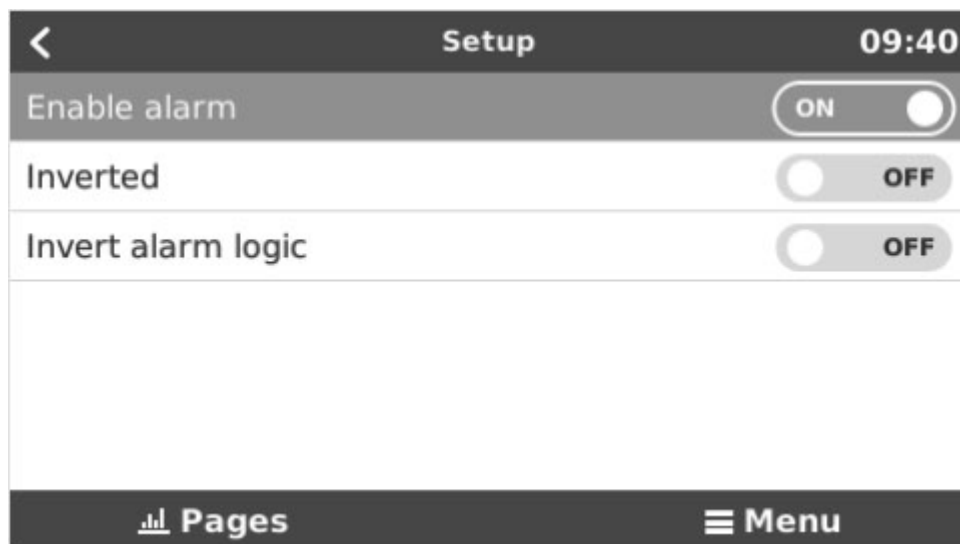 Setup 09:40
Enable alarm ON
Inverted OFF
Invert alarm logic OFF
Pages Menu